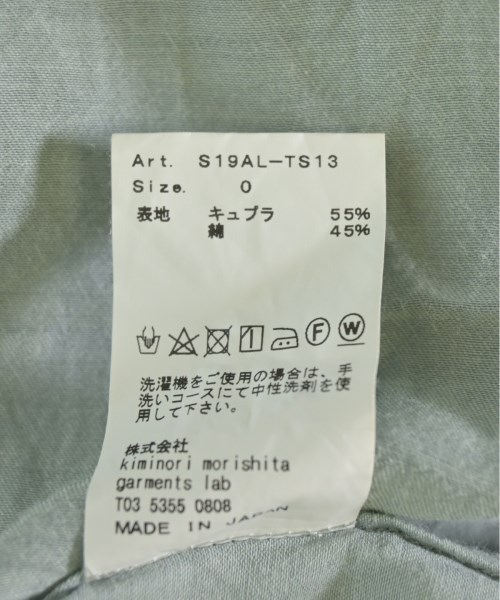 Art. S19AL-TS13
Size. 0
表地 キュプラ 55%
綿 45%
F W
洗濯機をご使用の場合は、手
洗いコースにて中性洗剤を使
用して下さい。
株式会社
kiminori morishita
garments lab
T03 5355 0808
MADE IN JAPAN